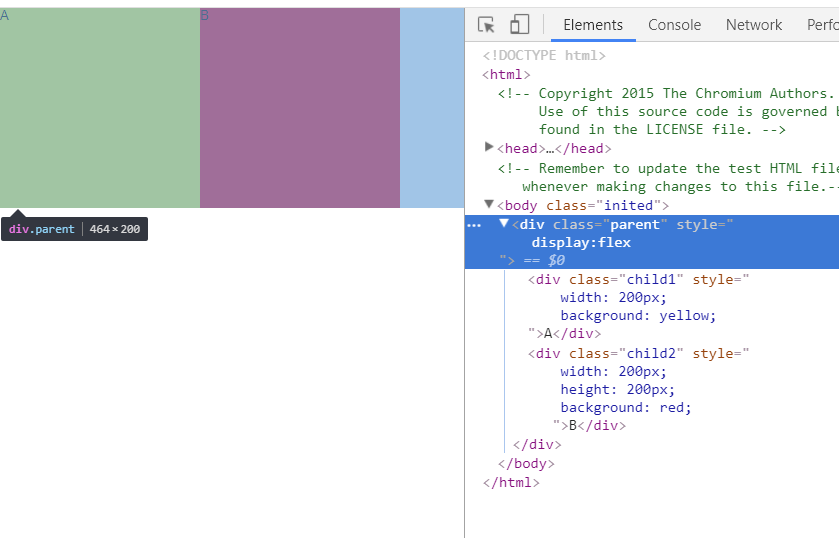 A B
div.parent 464 × 200
Elements Console Network Perfo
<!DOCTYPE html>
<html>
<!-- Copyright 2015 The Chromium Authors.
Use of this source code is governed b
found in the LICENSE file. -->
<head>…</head>
<!-- Remember to update the test HTML file
whenever making changes to this file.--
<body class="inited">
<div class="parent" style="
display:flex
"> == $0
<div class="child1" style="
width: 200px;
background: yellow;
">A</div>
<div class="child2" style="
width: 200px;
height: 200px;
background: red;
">B</div>
</div>
</body>
</html>